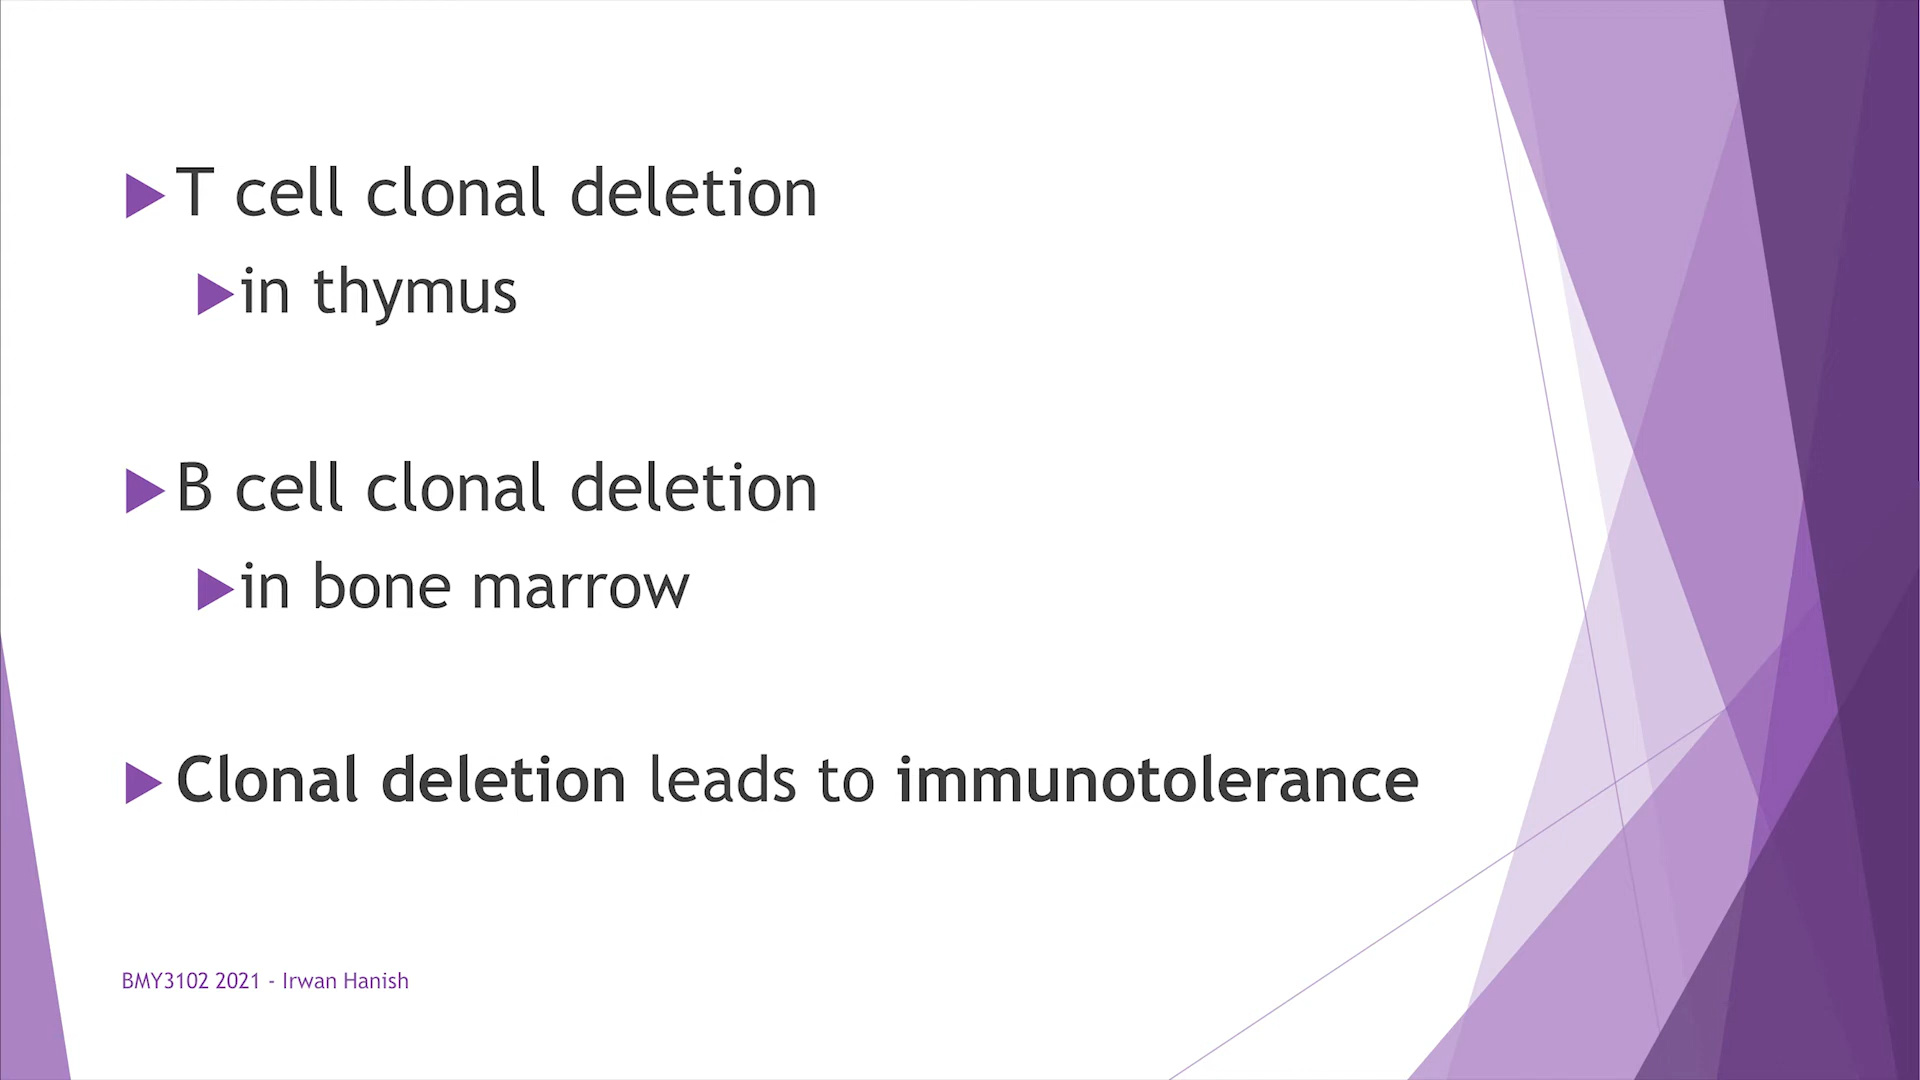 T cell clonal deletion
in thymus
B cell clonal deletion
in bone marrow
Clonal deletion leads to immunotolerance
BMY3102 2021 - Irwan Hanish